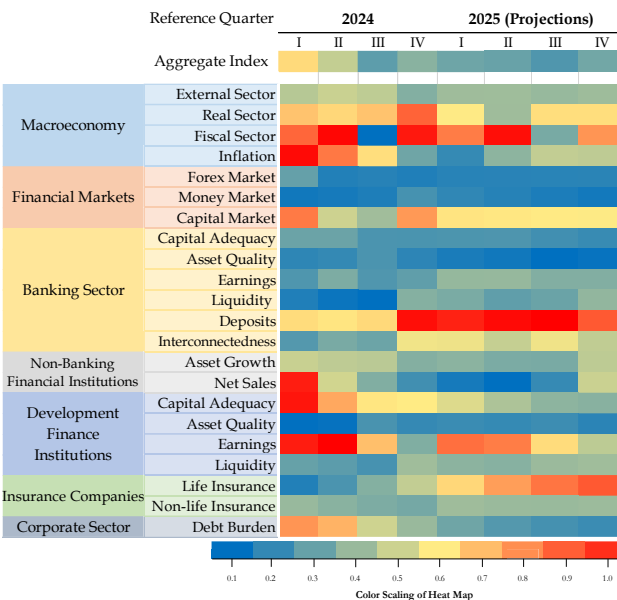 Reference Quarter 2024 2025 (Projections)
I II III IV I II III IV
Aggregate Index
Macroeconomy
External Sector
Real Sector
Fiscal Sector
Inflation
Financial Markets
Forex Market
Money Market
Capital Market
Banking Sector
Capital Adequacy
Asset Quality
Earnings
Liquidity
Deposits
Interconnectedness
Non-Banking
Financial Institutions
Asset Growth
Net Sales
Development
Finance
Institutions
Capital Adequacy
Asset Quality
Earnings
Liquidity
Insurance Companies
Life Insurance
Non-life Insurance
Corporate Sector
Debt Burden
0.1 0.2 0.3 0.4 0.5 0.6 0.7 0.8 0.9 1.0
Color Scaling of Heat Map